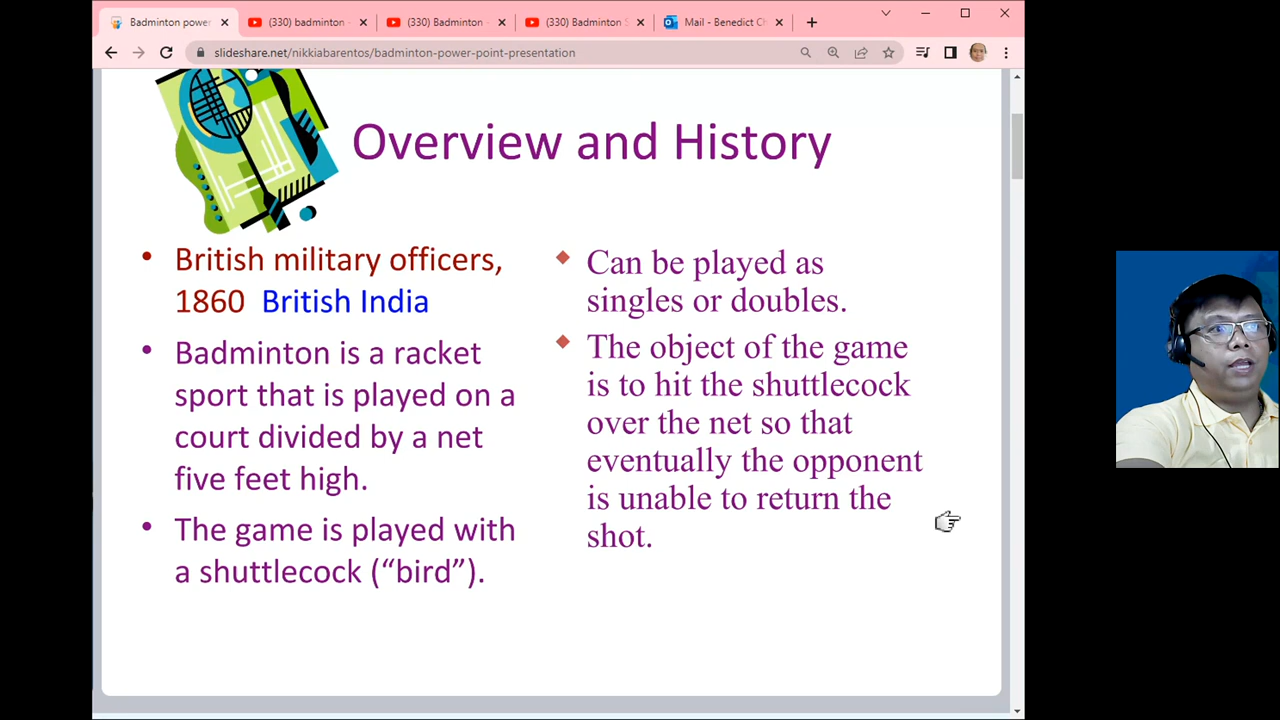 Badminton powe
(330) badminton
(330) Badminton
(330) Badminton S
Mail - Benedict Ch
slideshare.net/nikkiabarentos/badminton-power-point-presentation
Overview and History
• British military officers,
1860 British India
• Badminton is a racket
sport that is played on a
court divided by a net
five feet high.
• The game is played with
a shuttlecock (“bird”).
Can be played as
singles or doubles.
The object of the game
is to hit the shuttlecock
over the net so that
eventually the opponent
is unable to return the
shot.